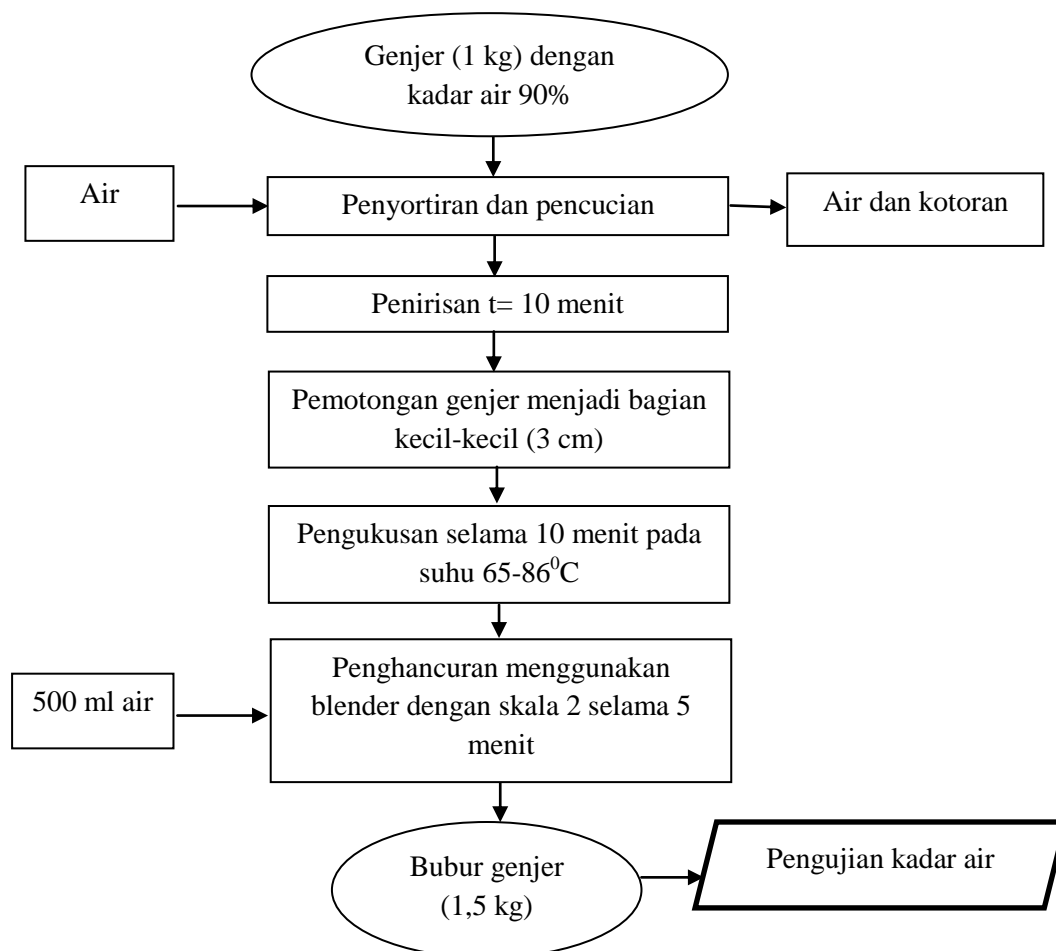 Genjer (1 kg) dengan
kadar air 90%
Air
Penyortiran dan pencucian
Air dan kotoran
Penirisan t= 10 menit
Pemotongan genjer menjadi bagian
kecil-kecil (3 cm)
Pengukusan selama 10 menit pada
suhu 65-86⁰C
500 ml air
Penghancuran menggunakan
blender dengan skala 2 selama 5
menit
Bubur genjer
(1,5 kg)
Pengujian kadar air